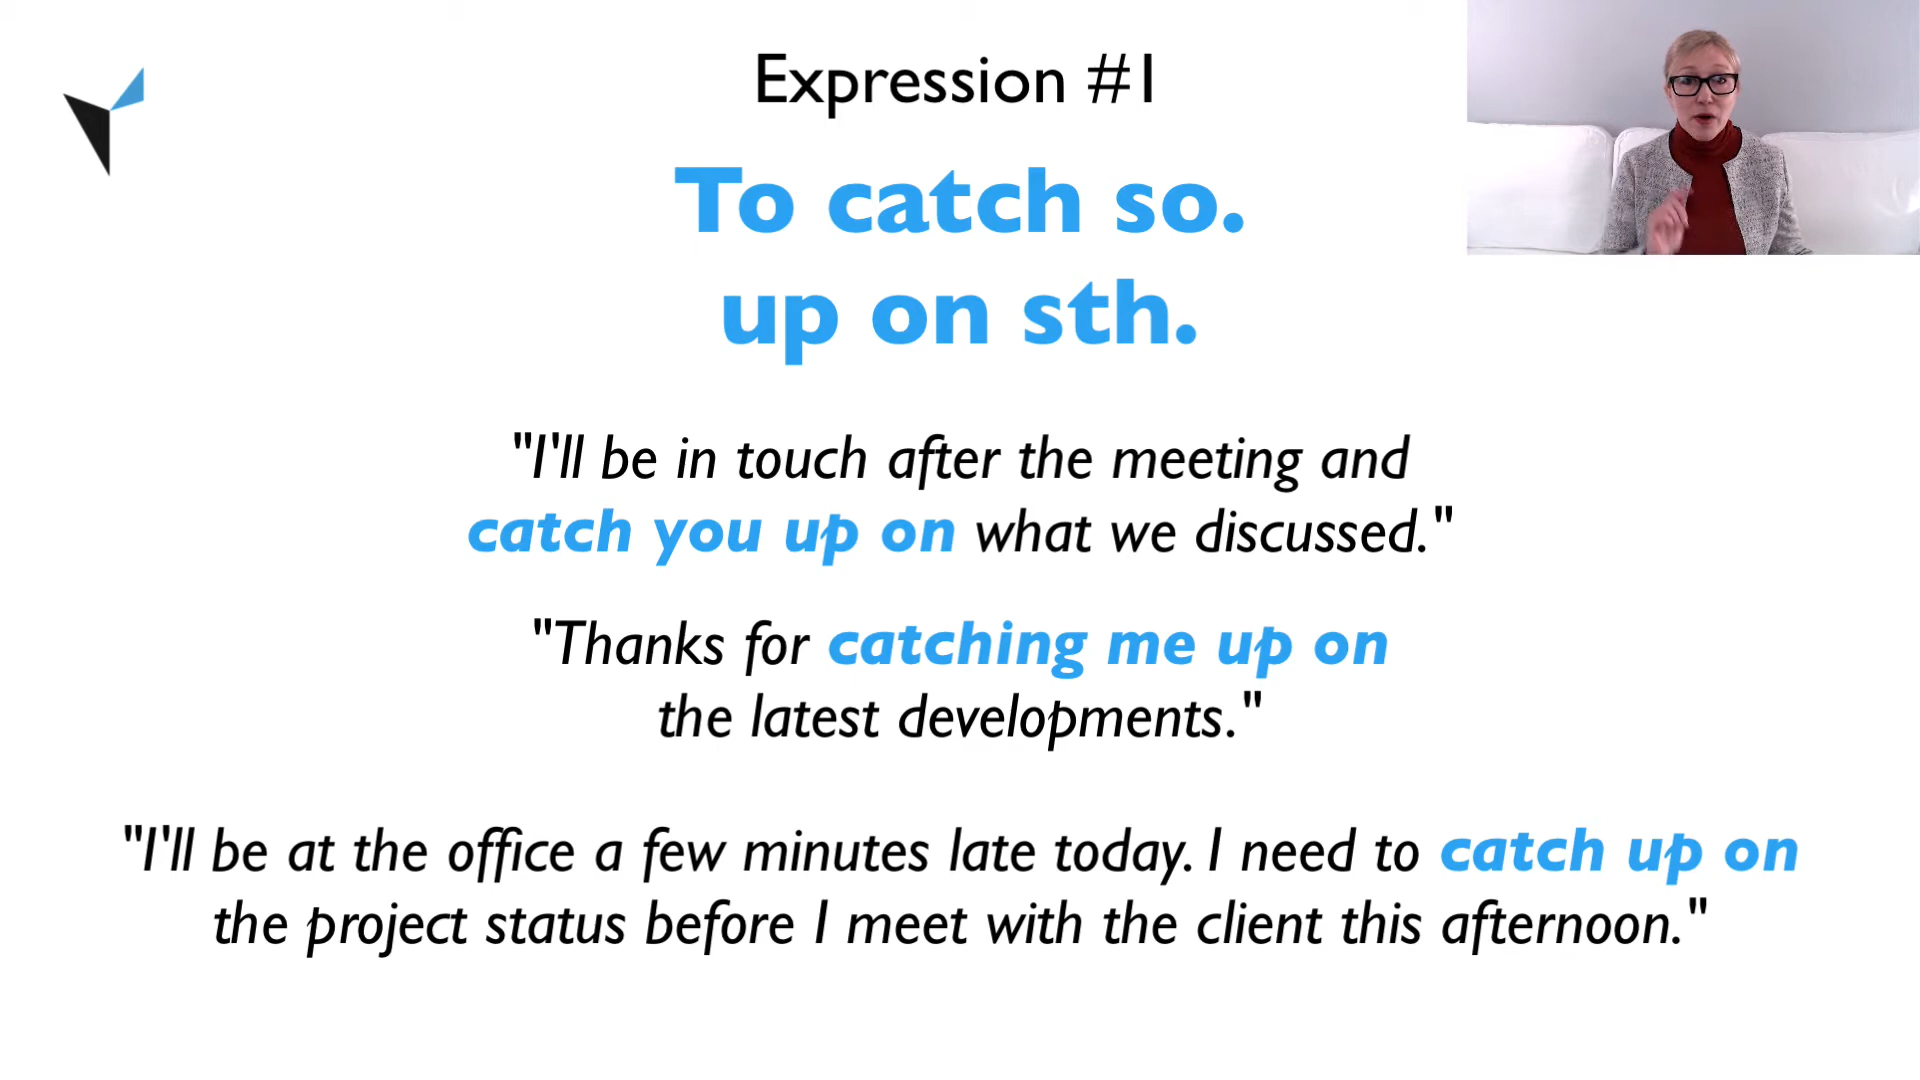 Expression #1
To catch so.
up on sth.
"I'll be in touch after the meeting and
catch you up on what we discussed."
"Thanks for catching me up on
the latest developments."
"I'll be at the office a few minutes late today. I need to catch up on
the project status before I meet with the client this afternoon."